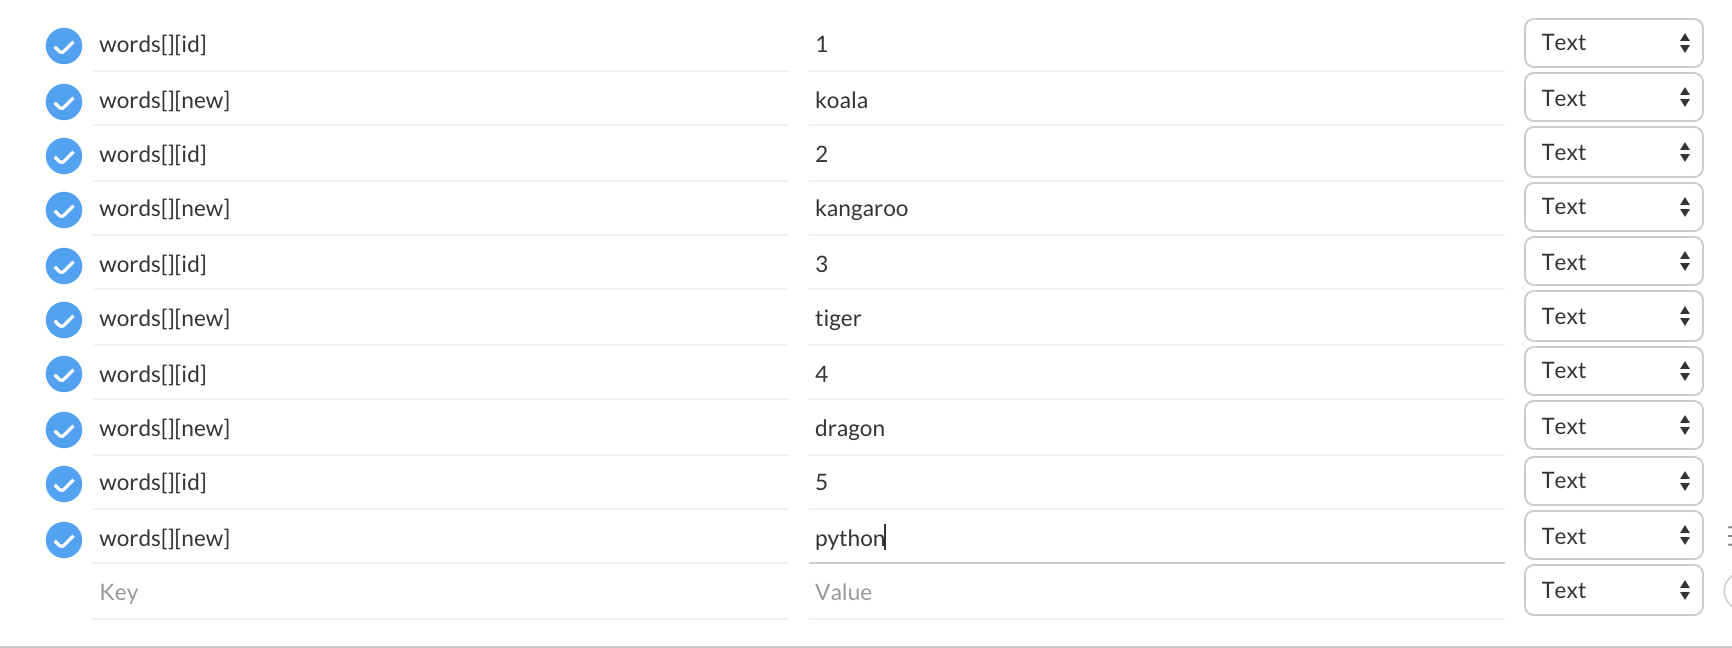 words[][id] 1 Text
words[][new] koala Text
words[][id] 2 Text
words[][new] kangaroo Text
words[][id] 3 Text
words[][new] tiger Text
words[][id] 4 Text
words[][new] dragon Text
words[][id] 5 Text
words[][new] python Text
Key Value Text